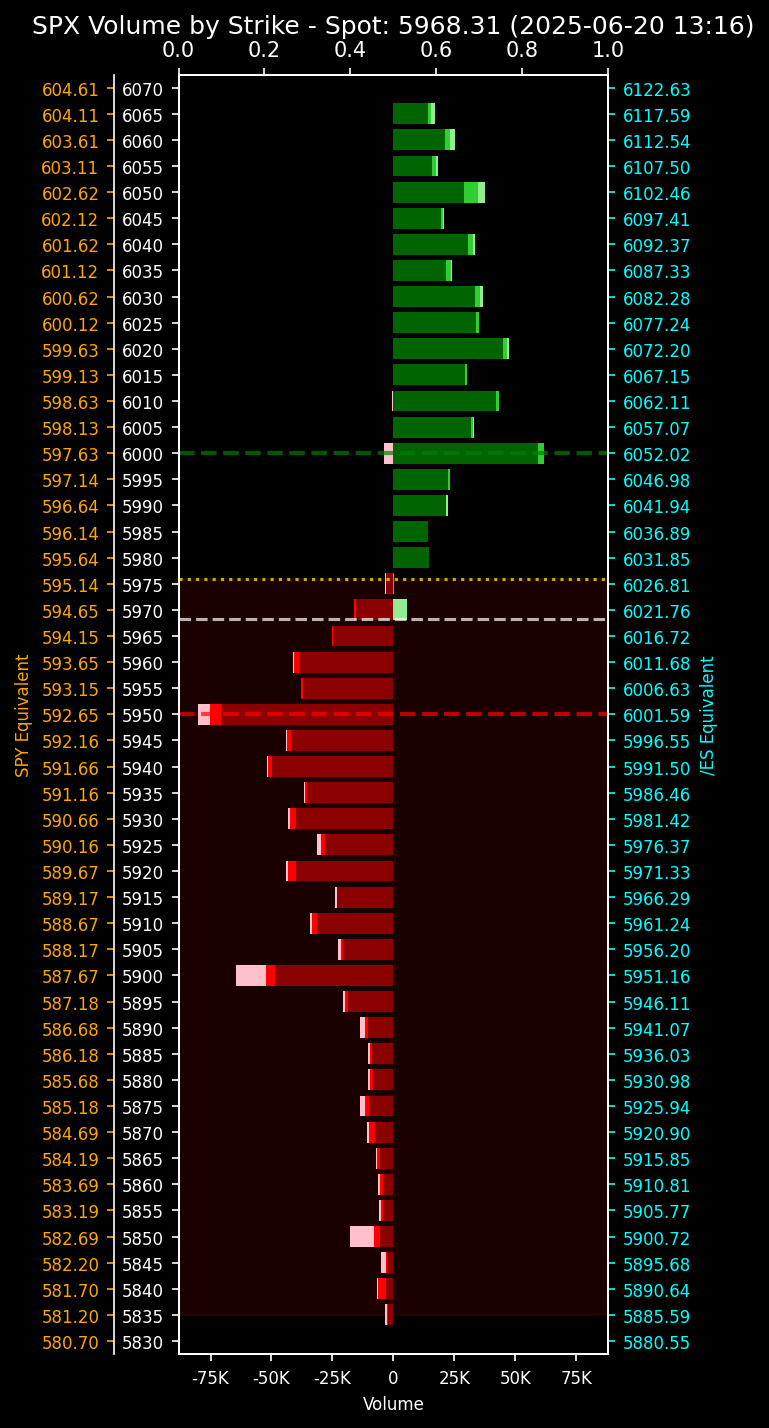 SPX Volume by Strike - Spot: 5968.31 (2025-06-20 13:16)
0.0 0.2 0.4 0.6 0.8 1.0
604.61 6070 6122.63
604.11 6065 6117.59
603.61 6060 6112.54
603.11 6055 6107.50
602.62 6050 6102.46
602.12 6045 6097.41
601.62 6040 6092.37
601.12 6035 6087.33
600.62 6030 6082.28
600.12 6025 6077.24
599.63 6020 6072.20
599.13 6015 6067.15
598.63 6010 6062.11
598.13 6005 6057.07
597.63 6000 6052.02
597.14 5995 6046.98
596.64 5990 6041.94
596.14 5985 6036.89
595.64 5980 6031.85
595.14 5975 6026.81
594.65 5970 6021.76
594.15 5965 6016.72
593.65 5960 6011.68
593.15 5955 6006.63
592.65 5950 6001.59
592.16 5945 5996.55
591.66 5940 5991.50
591.16 5935 5986.46
590.66 5930 5981.42
590.16 5925 5976.37
589.67 5920 5971.33
589.17 5915 5966.29
588.67 5910 5961.24
588.17 5905 5956.20
587.67 5900 5951.16
587.18 5895 5946.11
586.68 5890 5941.07
586.18 5885 5936.03
585.68 5880 5930.98
585.18 5875 5925.94
584.69 5870 5920.90
584.19 5865 5915.85
583.69 5860 5910.81
583.19 5855 5905.77
582.69 5850 5900.72
582.20 5845 5895.68
581.70 5840 5890.64
581.20 5835 5885.59
580.70 5830 5880.55
SPY Equivalent
/ES Equivalent
-75K -50K -25K 0 25K 50K 75K
Volume